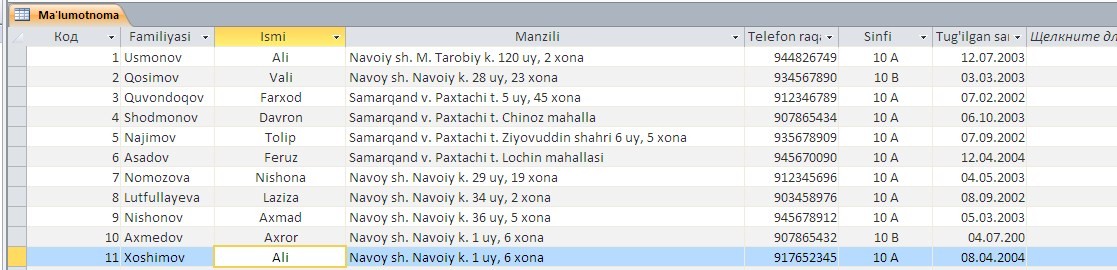 Ma'lumotnoma
Код Familiyasi Ismi Manzili Telefon raqa Sinfi Tug'ilgan sa Щелкните дл
1 Usmonov Ali Navoiy sh. M. Tarobiy k. 120 uy, 2 xona 944826749 10 A 12.07.2003
2 Qosimov Vali Navoy sh. Navoiy k. 28 uy, 23 xona 934567890 10 B 03.03.2003
3 Quvondoqov Farxod Samarqand v. Paxtachi t. 5 uy, 45 xona 912346789 10 A 07.02.2002
4 Shodmonov Davron Samarqand v. Paxtachi t. Chinoz mahalla 907865434 10 A 06.10.2003
5 Najimov Tolip Samarqand v. Paxtachi t. Ziyovuddin shahri 6 uy, 5 xona 935678909 10 A 07.09.2002
6 Asadov Feruz Samarqand v. Paxtachi t. Lochin mahallasi 945670090 10 A 12.04.2004
7 Nomozova Nishona Navoy sh. Navoiy k. 29 uy, 19 xona 912345696 10 A 04.05.2003
8 Lutfullayeva Laziza Navoy sh. Navoiy k. 34 uy, 2 xona 903458976 10 A 08.09.2002
9 Nishonov Axmad Navoy sh. Navoiy k. 36 uy, 5 xona 945678912 10 A 05.03.2003
10 Axmedov Axror Navoy sh. Navoiy k. 1 uy, 6 xona 907865432 10 B 04.07.200
11 Xoshimov Ali Navoy sh. Navoiy k. 1 uy, 6 xona 917652345 10 A 08.04.2004